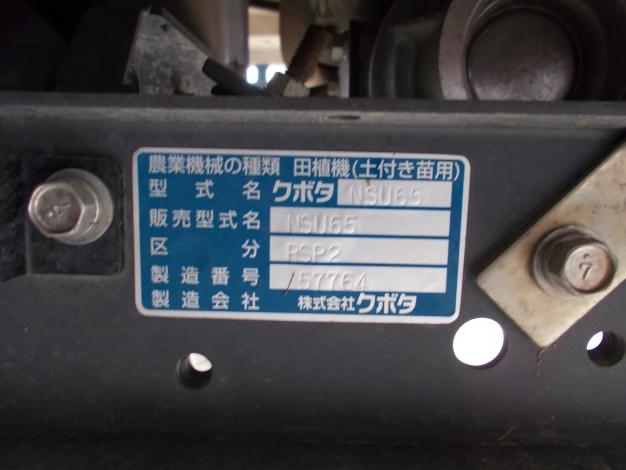 農業機械の種類 田植機(土付き苗用)
型式名 クボタ NSU65
販売型式名 NSU65
区分 RSP2
製造番号 157764
製造会社 株式会社クボタ
7